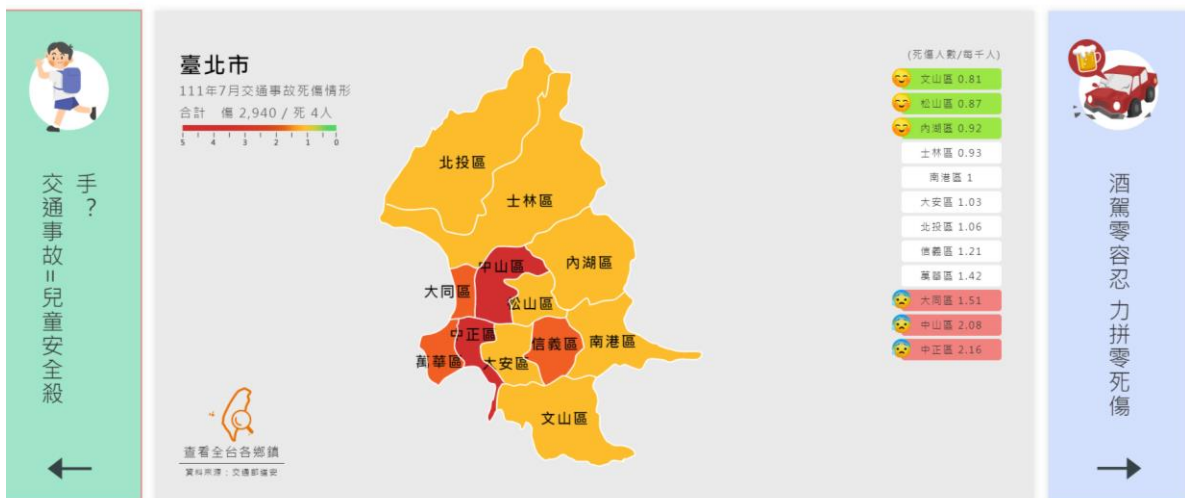 手？
交通事故=兒童安全殺
臺北市
111年7月交通事故死傷情形
合計 傷 2,940 / 死 4人
5 4 3 2 1 0
北投區
士林區
中山區
內湖區
大同區
松山區
中正區
信義區
南港區
萬華區
大安區
文山區
查看全台各鄉鎮
資料來源：交通部道安
(死傷人數/每千人)
文山區 0.81
松山區 0.87
內湖區 0.92
士林區 0.93
南港區 1
大安區 1.03
北投區 1.06
信義區 1.21
萬華區 1.42
大同區 1.51
中山區 2.08
中正區 2.16
酒駕零容忍 力拼零死傷